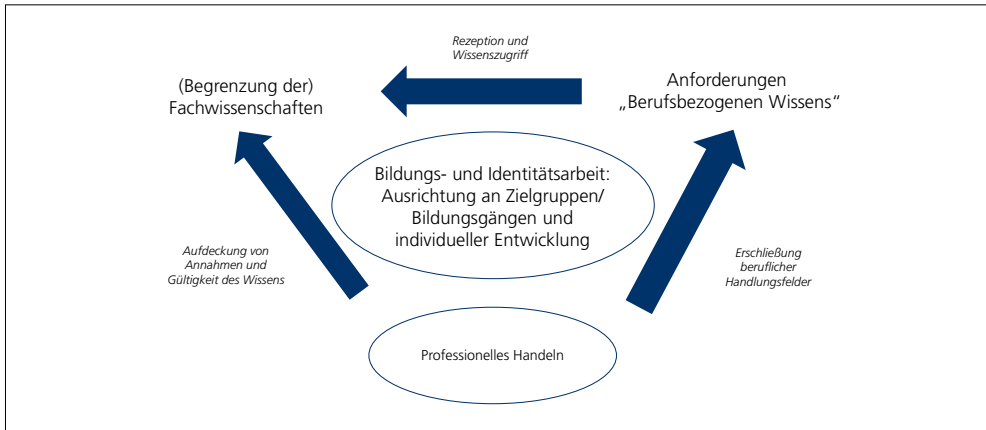 Rezeption und
Wissenszugriff
(Begrenzung der)
Fachwissenschaften
Anforderungen
„Berufsbezogenen Wissens“
Bildungs- und Identitätsarbeit:
Ausrichtung an Zielgruppen/
Bildungsgängen und
individueller Entwicklung
Aufdeckung von
Annahmen und
Gültigkeit des Wissens
Erschließung
beruflicher
Handlungsfelder
Professionelles Handeln